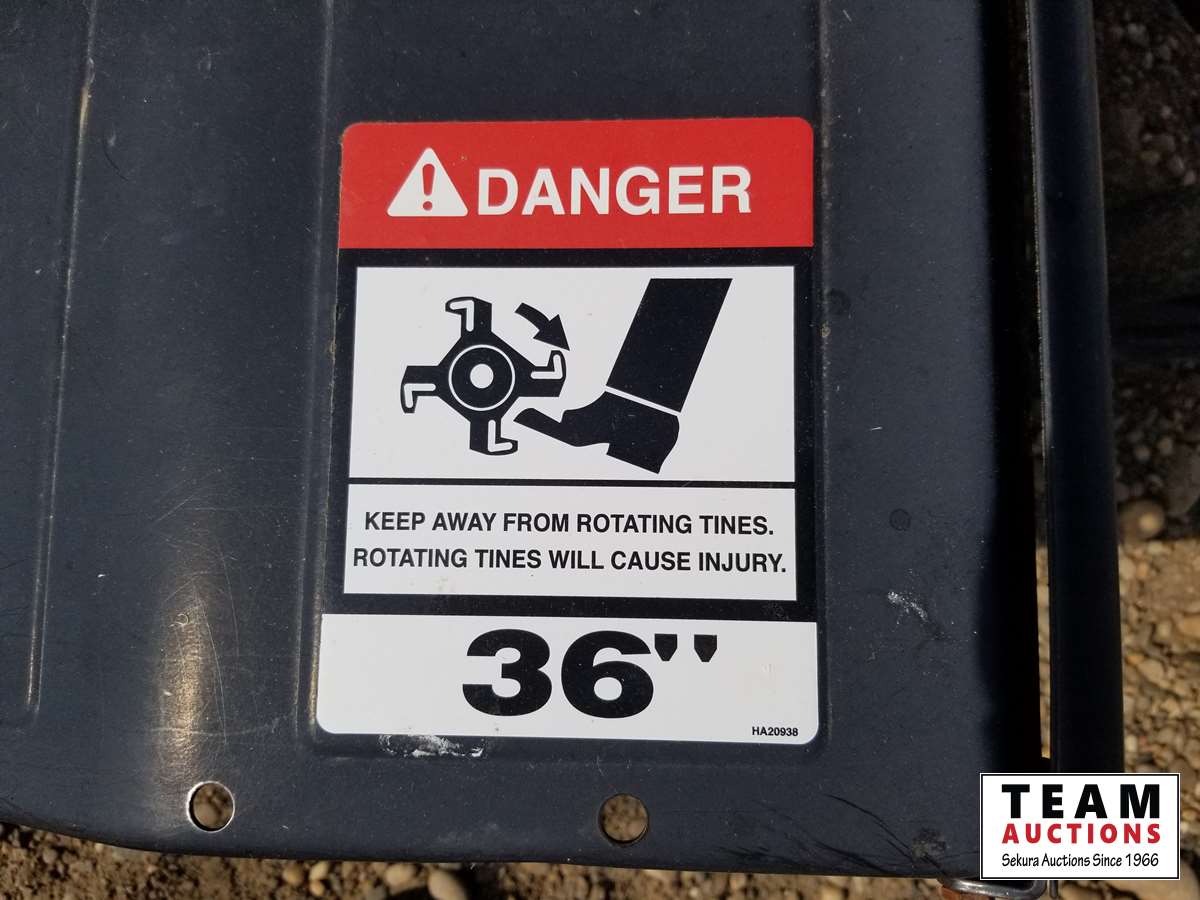 DANGER
KEEP AWAY FROM ROTATING TINES.
ROTATING TINES WILL CAUSE INJURY.
36"
HA20938
TEAM
AUCTIONS
Sekura Auctions Since 1966